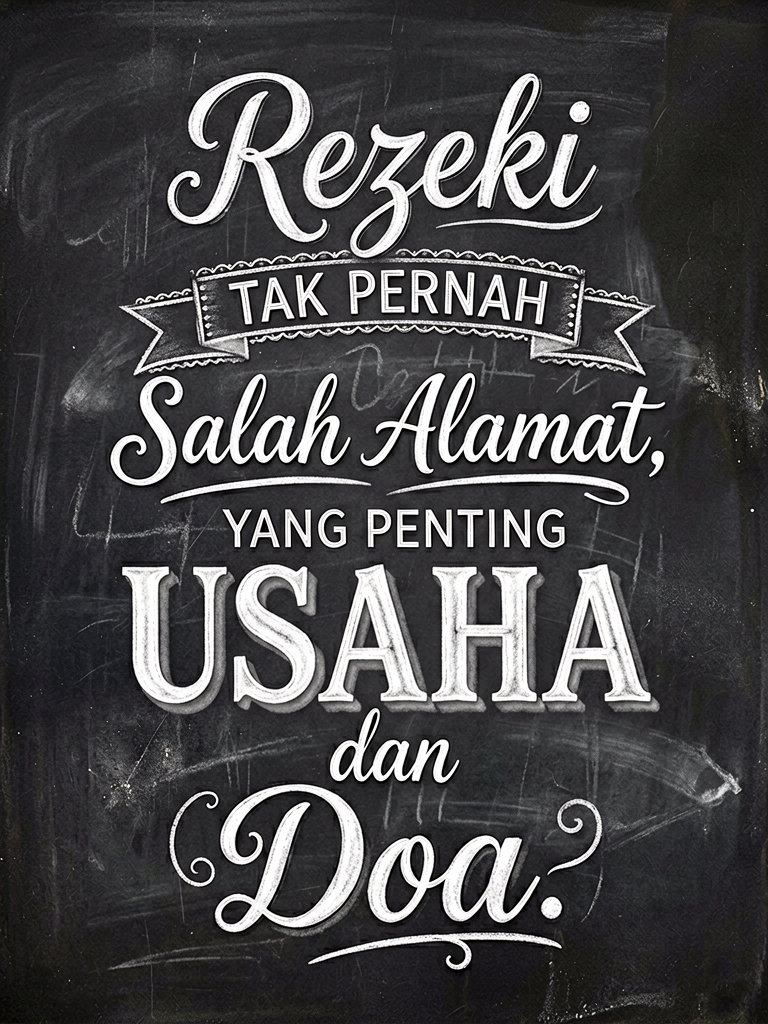 Rezeki
TAK PERNAH
Salah Alamat,
YANG PENTING
USAHA
dan
Doa.